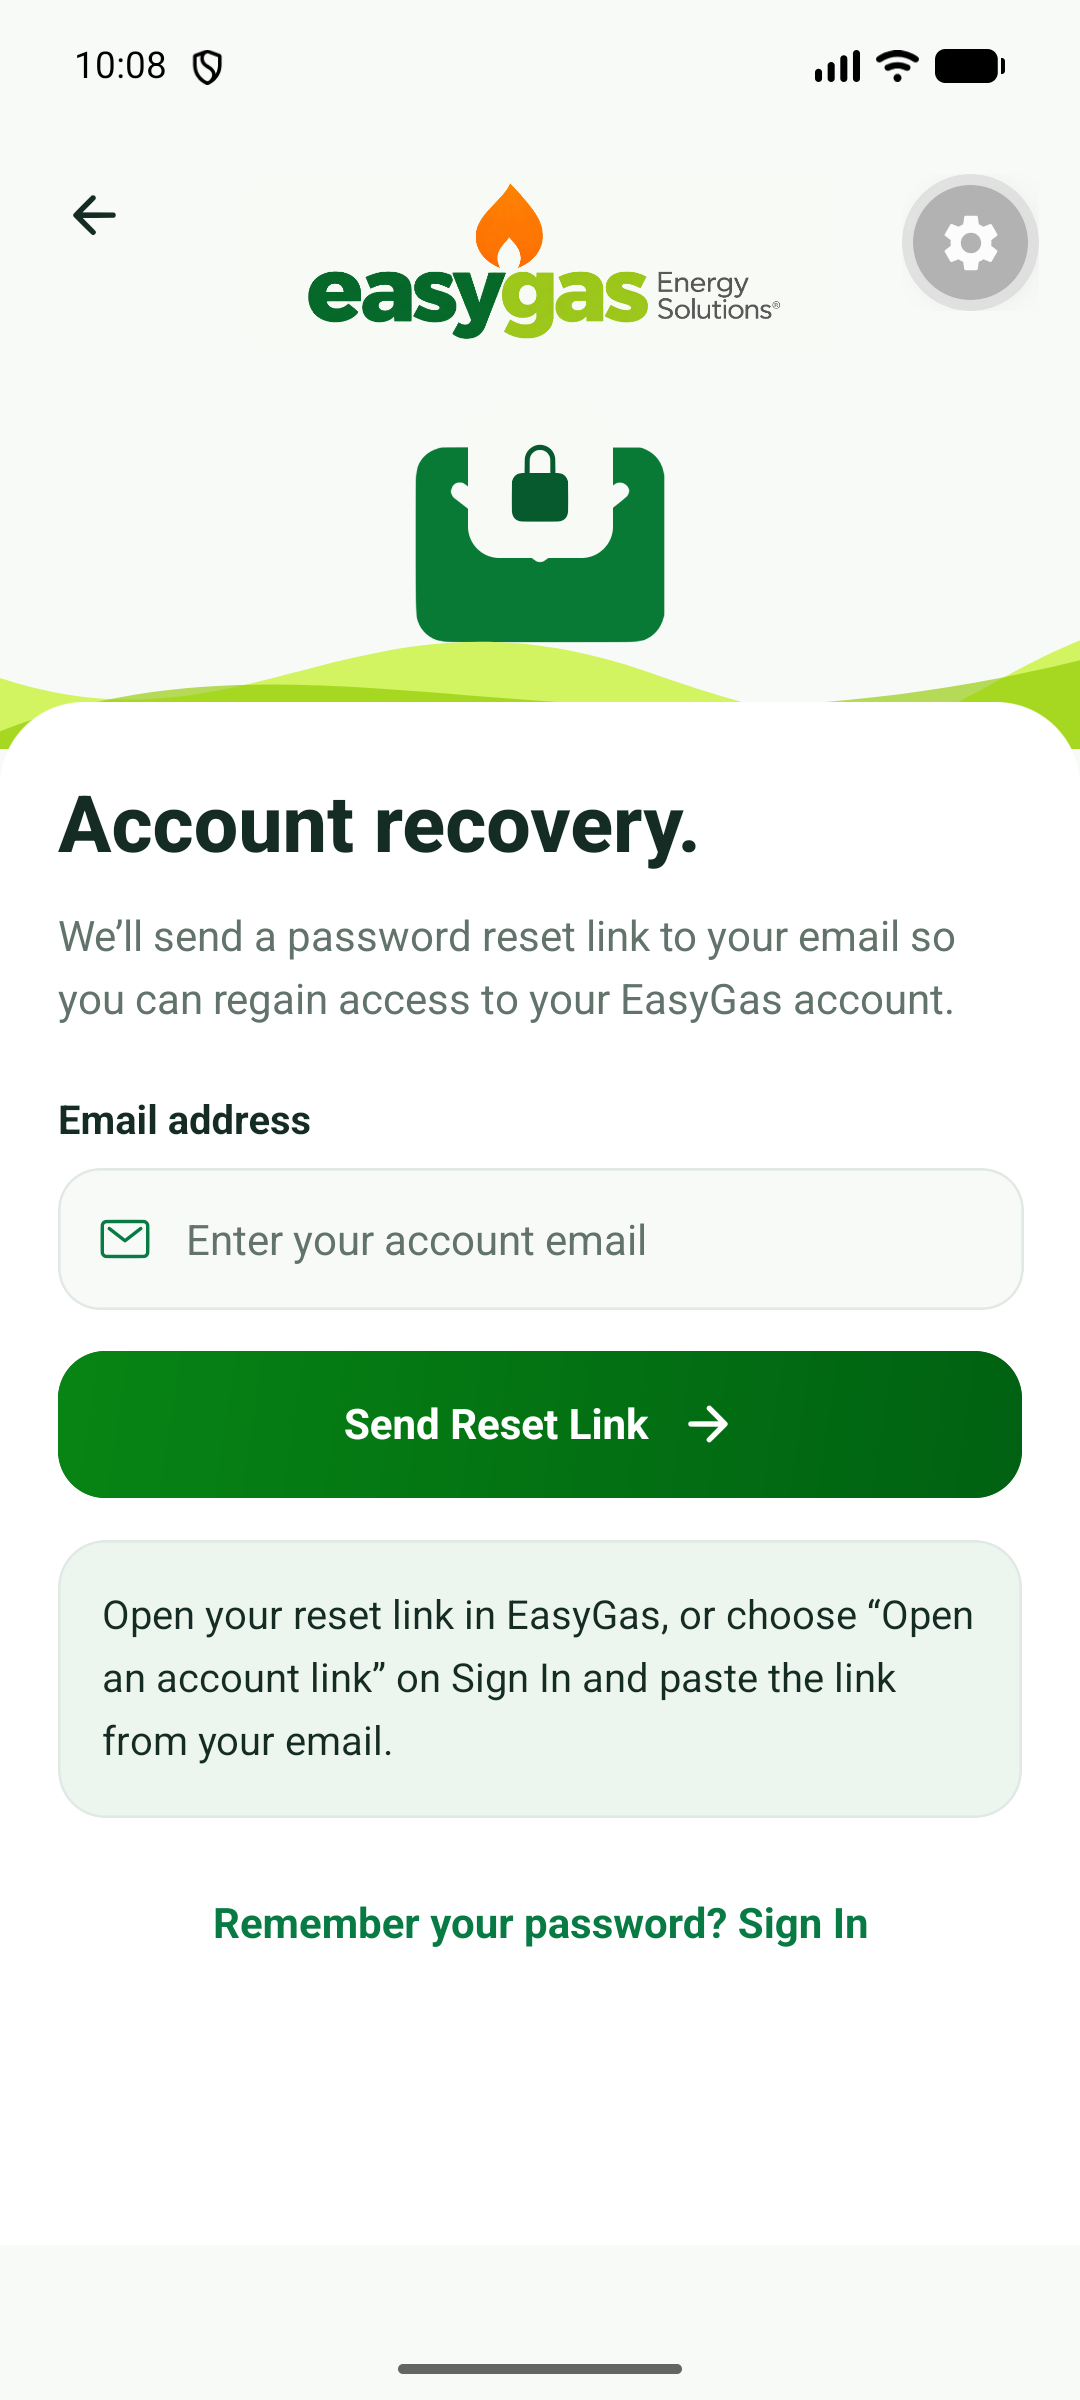 10:08
easygas Energy
Solutions®
Account recovery.
We’ll send a password reset link to your email so
you can regain access to your EasyGas account.
Email address
Enter your account email
Send Reset Link
Open your reset link in EasyGas, or choose “Open
an account link” on Sign In and paste the link
from your email.
Remember your password? Sign In